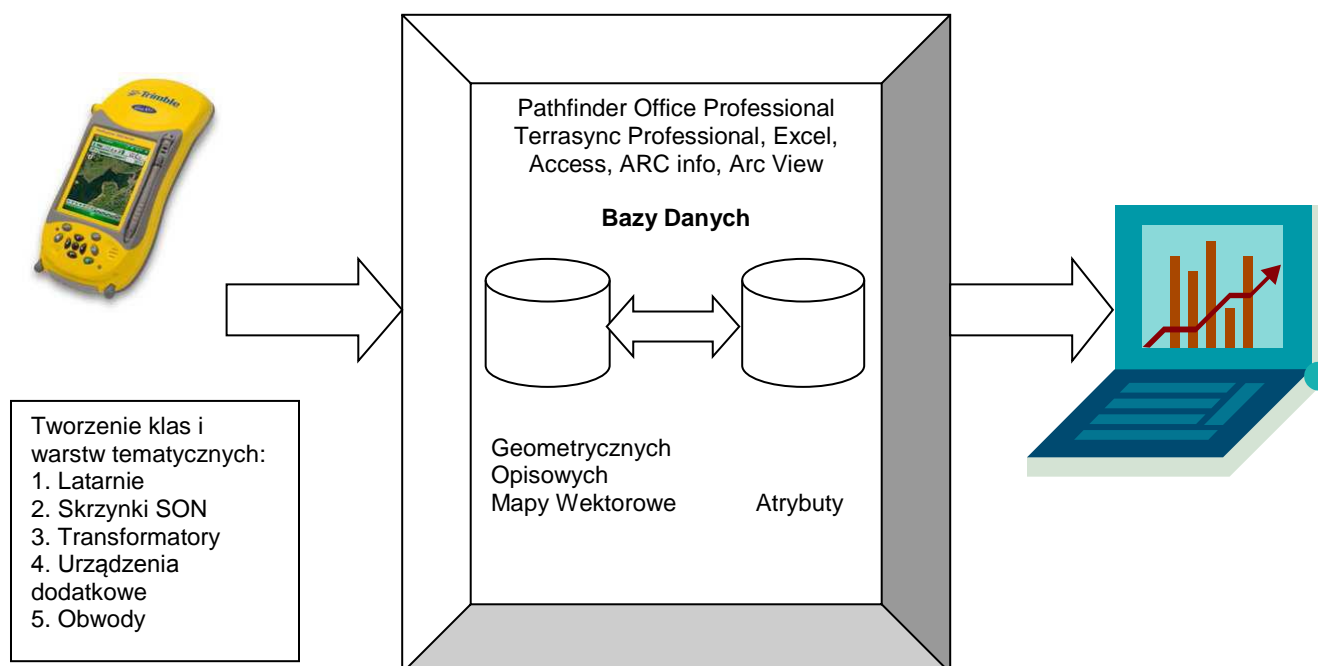 Trimble
Pathfinder Office Professional
Terrasync Professional, Excel,
Access, ARC info, Arc View
Bazy Danych
Geometrycznych
Opisowych
Mapy Wektorowe
Atrybuty
Tworzenie klas i
warstw tematycznych:
1. Latarnie
2. Skrzynki SON
3. Transformatory
4. Urządzenia
dodatkowe
5. Obwody